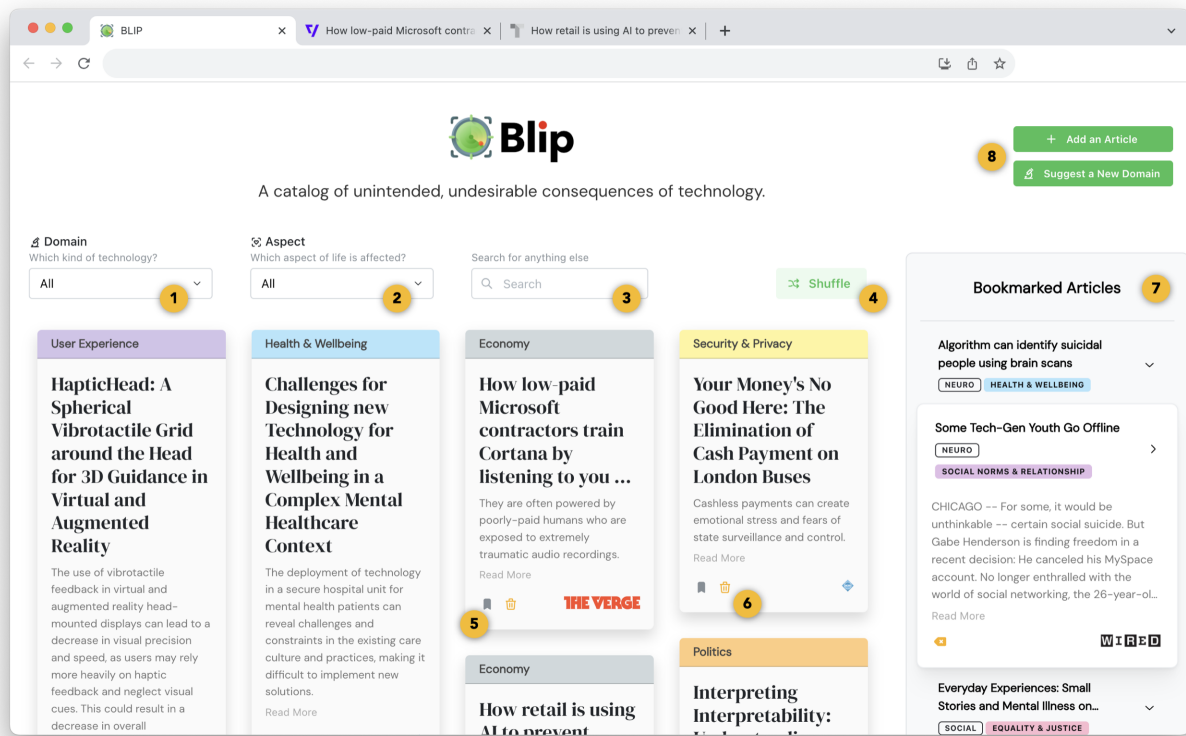 BLIP
How low-paid Microsoft contra
How retail is using AI to preven
Blip
A catalog of unintended, undesirable consequences of technology.
+ Add an Article
8
Suggest a New Domain
Domain
Which kind of technology?
All
1
Aspect
Which aspect of life is affected?
All
2
Search for anything else
Search
3
Shuffle
4
User Experience
HapticHead: A
Spherical
Vibrotactile Grid
around the Head
for 3D Guidance in
Virtual and
Augmented
Reality
The use of vibrotactile
feedback in virtual and
augmented reality head-
mounted displays can lead to a
decrease in visual precision
and speed, as users may rely
more heavily on haptic
feedback and neglect visual
cues. This could result in a
decrease in overall
Health & Wellbeing
Challenges for
Designing new
Technology for
Health and
Wellbeing in a
Complex Mental
Healthcare
Context
The deployment of technology
in a secure hospital unit for
mental health patients can
reveal challenges and
constraints in the existing care
culture and practices, making it
difficult to implement new
solutions.
Read More
Economy
How low-paid
Microsoft
contractors train
Cortana by
listening to you ...
They are often powered by
poorly-paid humans who are
exposed to extremely
traumatic audio recordings.
Read More
THE VERGE
5
Economy
How retail is using
AI to prevent
Security & Privacy
Your Money's No
Good Here: The
Elimination of
Cash Payment on
London Buses
Cashless payments can create
emotional stress and fears of
state surveillance and control.
Read More
6
Politics
Interpreting
Interpretability:
Bookmarked Articles
7
Algorithm can identify suicidal
people using brain scans
NEURO HEALTH & WELLBEING
Some Tech-Gen Youth Go Offline
NEURO
SOCIAL NORMS & RELATIONSHIP
CHICAGO -- For some, it would be
unthinkable -- certain social suicide. But
Gabe Henderson is finding freedom in a
recent decision: He canceled his MySpace
account. No longer enthralled with the
world of social networking, the 26-year-ol...
Read More
WIRED
Everyday Experiences: Small
Stories and Mental Illness on...
SOCIAL EQUALITY & JUSTICE